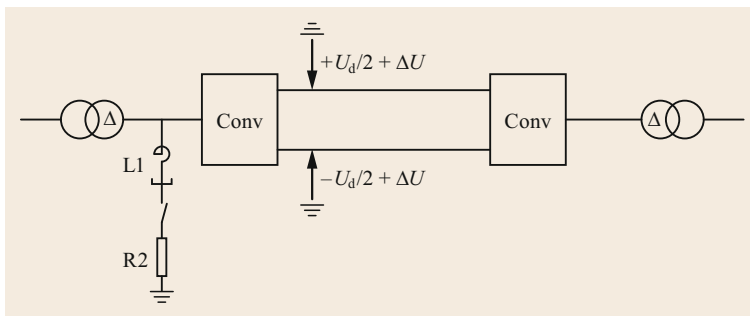 +U_d/2 + ΔU
Δ
Conv
Conv
Δ
L1
–U_d/2 + ΔU
R2